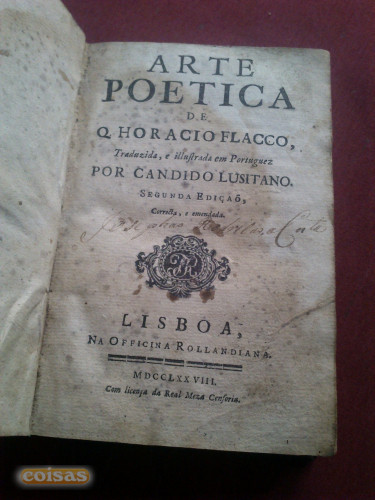 ARTE
POETICA
DE
Q. HORACIO FLACCO,
Traduzida, e illustrada em Portuguez
POR CANDIDO LUSITANO.
SEGUNDA EDIÇAÕ,
Correcta, e emendada.
LISBOA,
NA OFFICINA ROLLANDIANA.
MDCCLXXVIII.
Com licença da Real Meza Censoria.
coisas